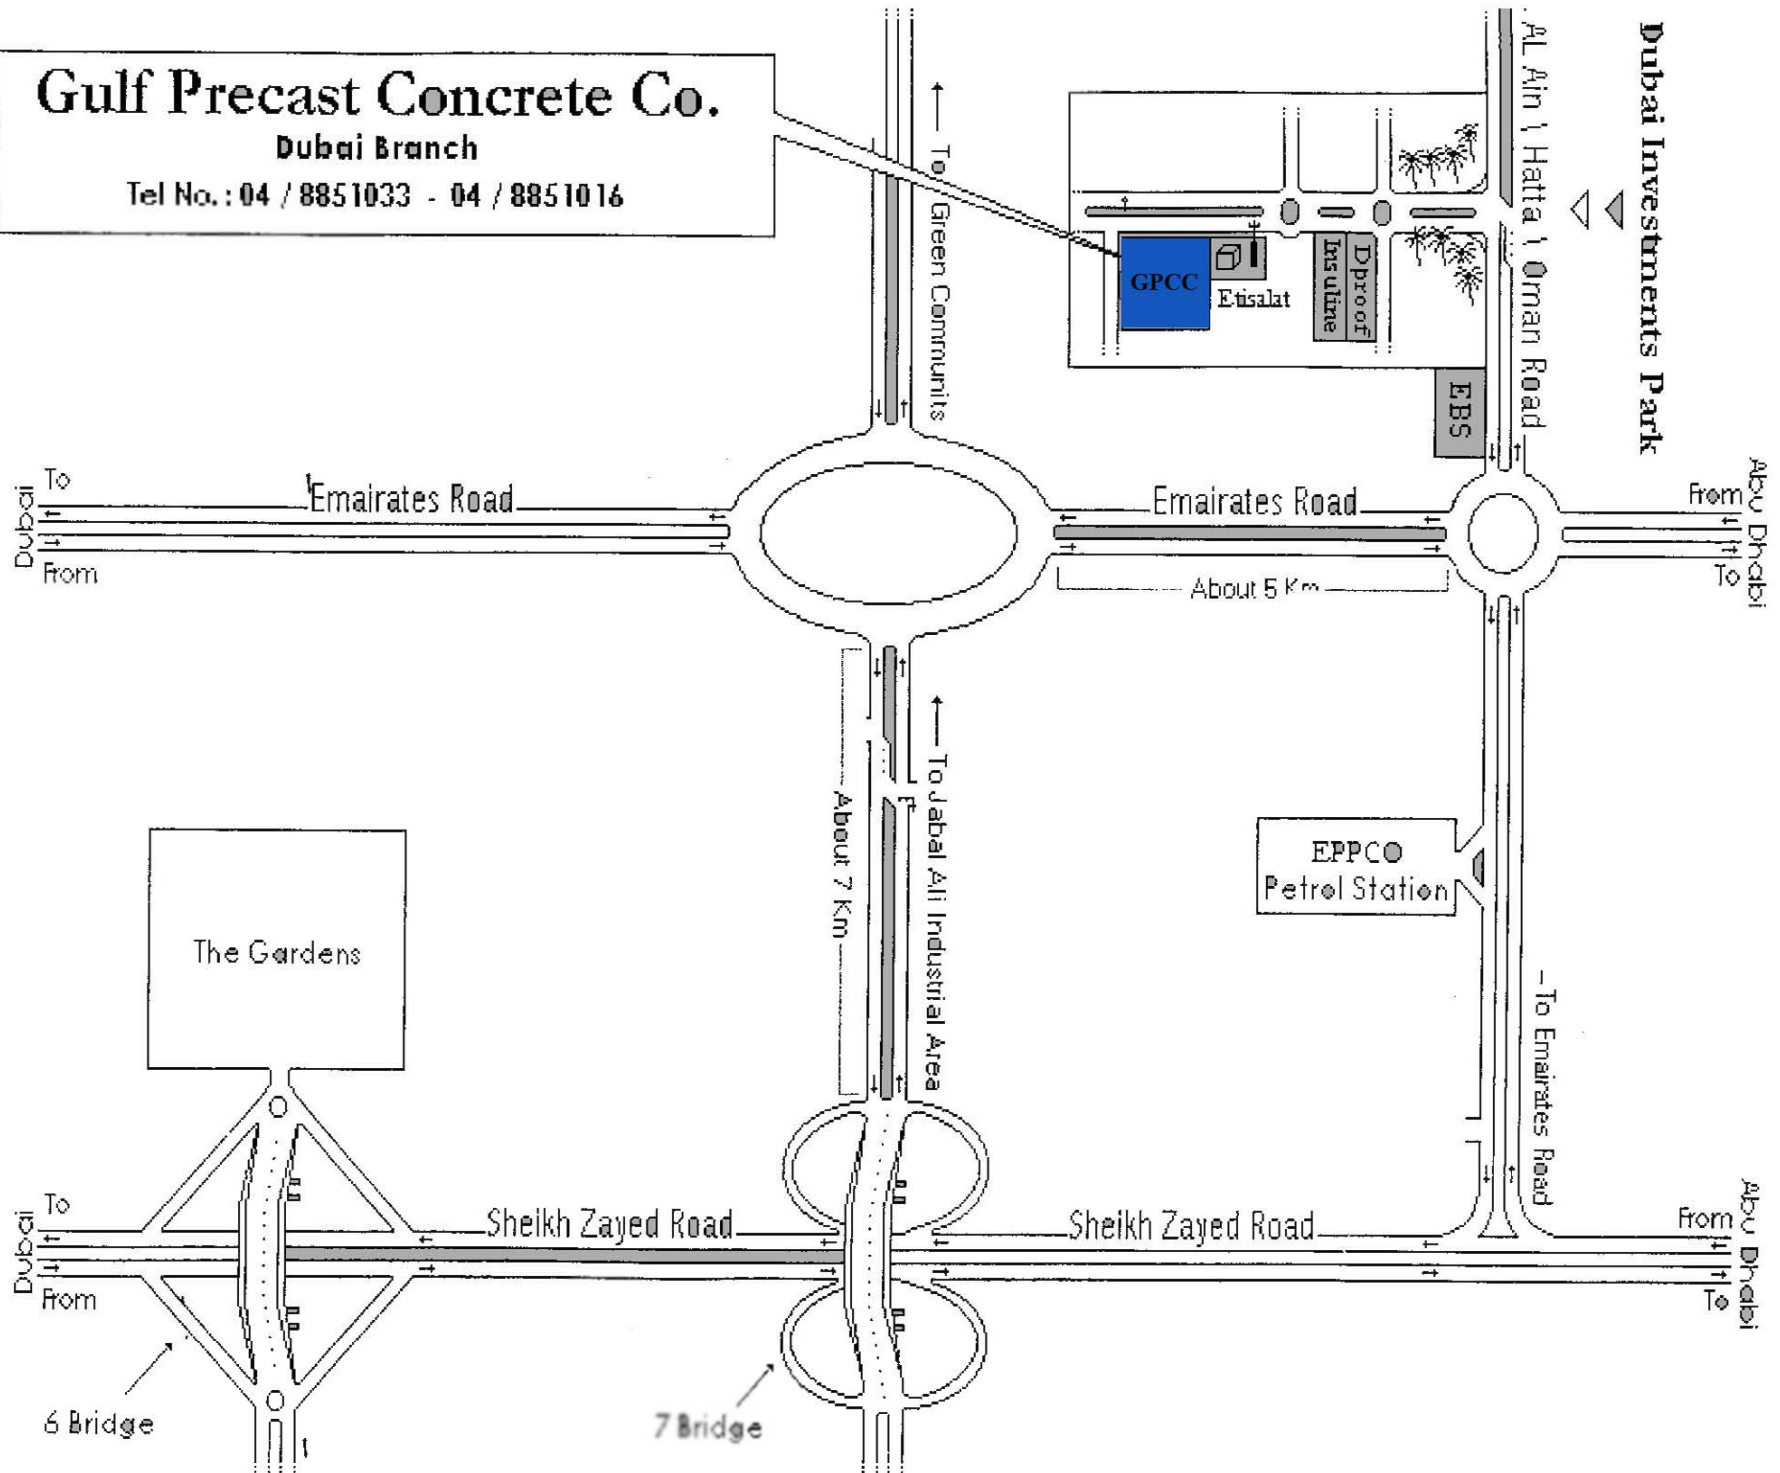 Gulf Precast Concrete Co.
Dubai Branch
Tel No.: 04 / 8851033 - 04 / 8851016
To Green Communits
AL Ain \ Hatta \ Oman Road
Dubai Investments Park
GPCC
Etisalat
Insuline
Dproof
EBS
To
Dubai
From
Emairates Road
Emairates Road
From
Abu Dhabi
To
About 5 Km
To Jabal Ali Industrial Area
About 7 Km
EPPCO
Petrol Station
The Gardens
To Emairates Road
To
Dubai
From
Sheikh Zayed Road
Sheikh Zayed Road
From
Abu Dhabi
To
6 Bridge
7 Bridge